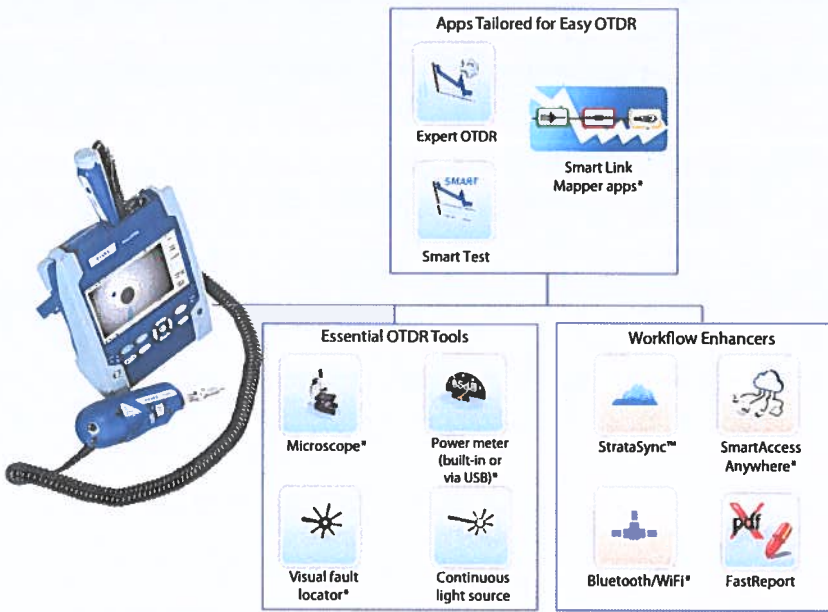 Apps Tailored for Easy OTDR
Expert OTDR
Smart Link
Mapper apps*
SMART
Smart Test
Essential OTDR Tools
Microscope*
Power meter
(built-in or
via USB)*
Visual fault
locator*
Continuous
light source
Workflow Enhancers
StrataSync™
SmartAccess
Anywhere*
Bluetooth/WiFi*
pdf
FastReport